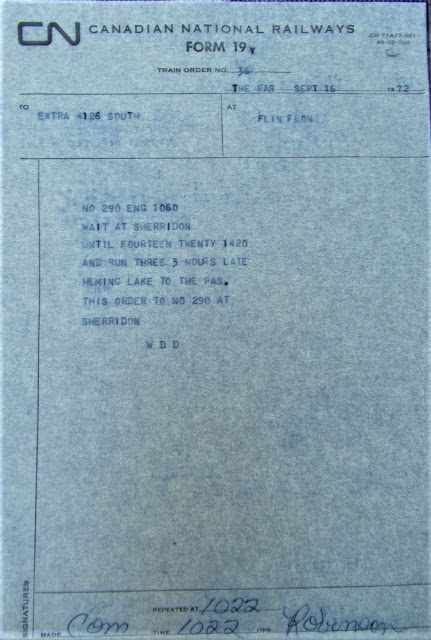 CN CANADIAN NATIONAL RAILWAYS
FORM 19Y
TRAIN ORDER NO. 36
THE PAS SEPT 16 1972
TO EXTRA 4126 SOUTH
AT FLIN FLON
NO 290 ENG 1060
WAIT AT SHERRIDON
UNTIL FOURTEEN TWENTY 1420
AND RUN THREE 3 HOURS LATE
HEMING LAKE TO THE PAS.
THIS ORDER TO NO 290 AT
SHERRIDON
W D D
SIGNATURES
REPEATED AT 1022
MADE Com TIME 1022 OPR Robinson